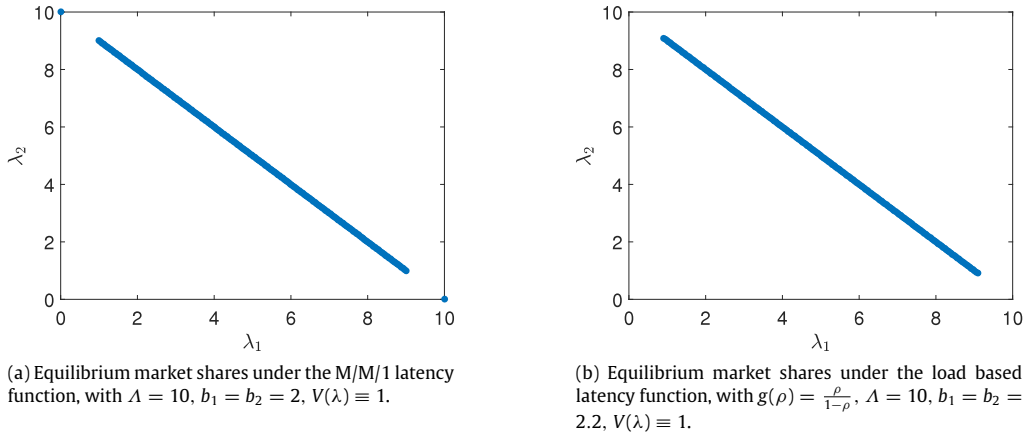 10
8
6
4
2
0
λ2
0 2 4 6 8 10
λ1
(a) Equilibrium market shares under the M/M/1 latency
function, with Λ = 10, b1 = b2 = 2, V(λ) ≡ 1.
10
8
6
4
2
0
λ2
0 2 4 6 8 10
λ1
(b) Equilibrium market shares under the load based
latency function, with g(ρ) = ρ/1−ρ, Λ = 10, b1 = b2 =
2.2, V(λ) ≡ 1.